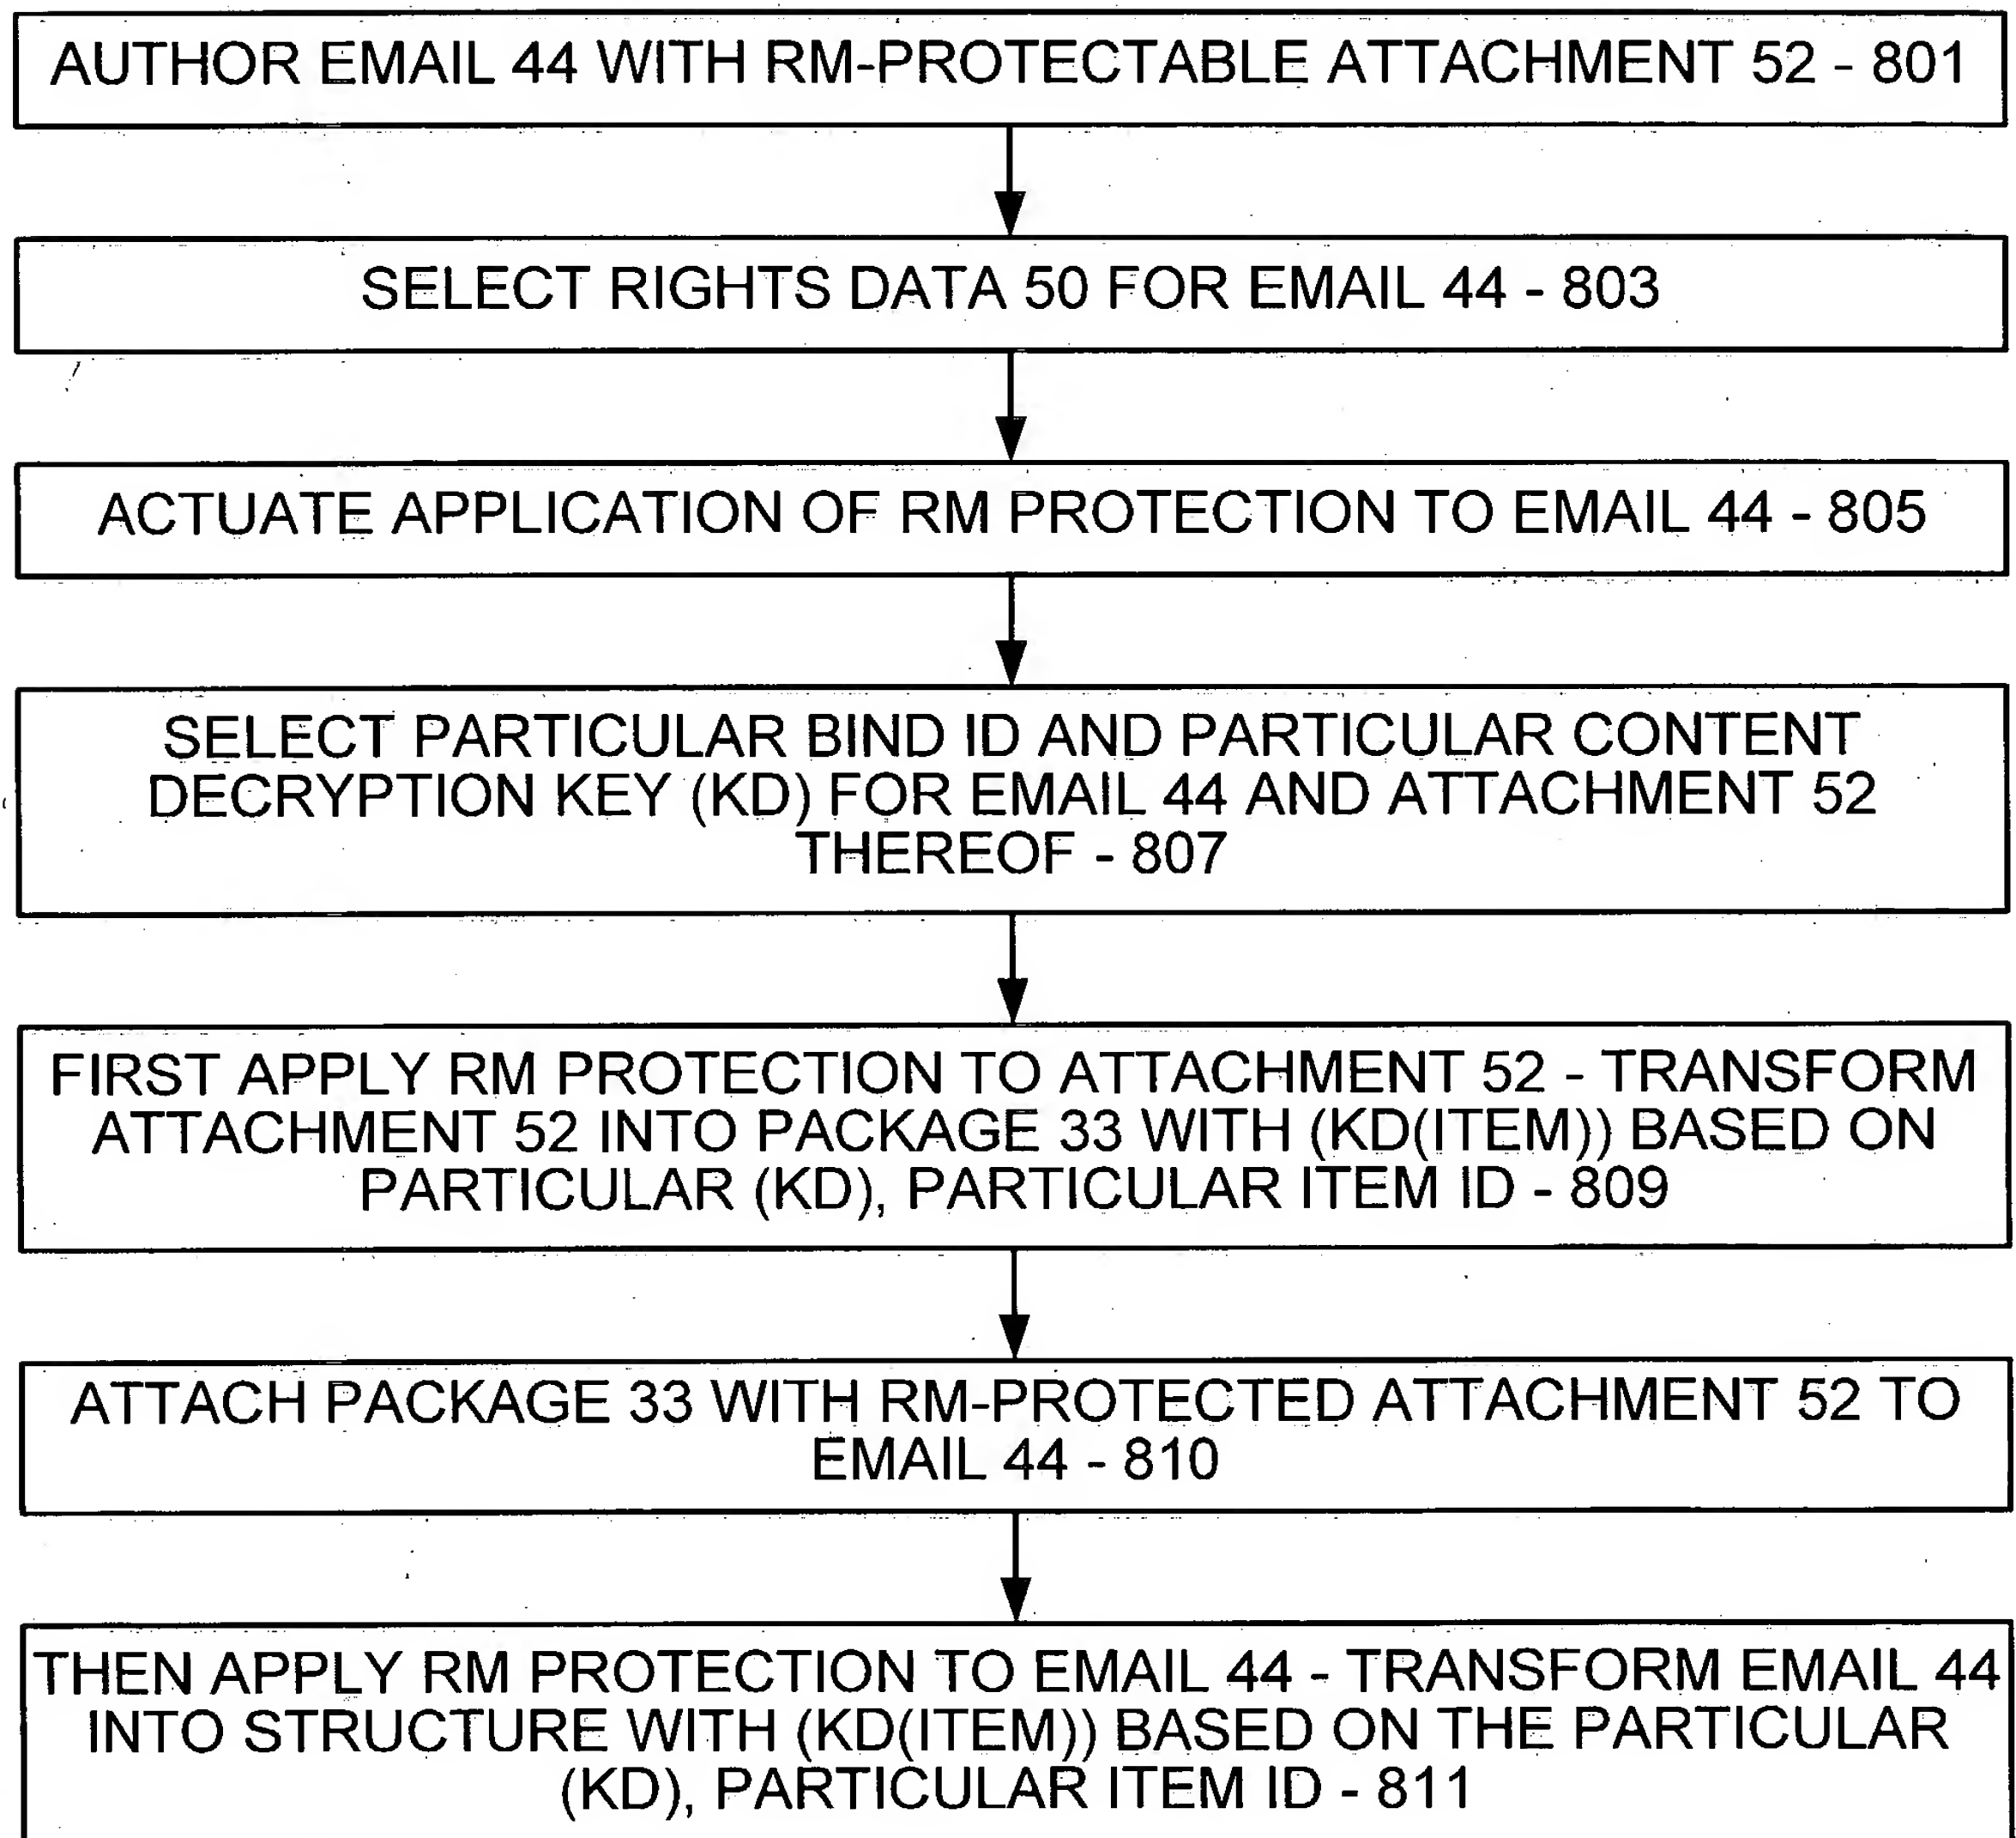 AUTHOR EMAIL 44 WITH RM-PROTECTABLE ATTACHMENT 52 - 801
SELECT RIGHTS DATA 50 FOR EMAIL 44 - 803
ACTUATE APPLICATION OF RM PROTECTION TO EMAIL 44 - 805
SELECT PARTICULAR BIND ID AND PARTICULAR CONTENT
DECRYPTION KEY (KD) FOR EMAIL 44 AND ATTACHMENT 52
THEREOF - 807
FIRST APPLY RM PROTECTION TO ATTACHMENT 52 - TRANSFORM
ATTACHMENT 52 INTO PACKAGE 33 WITH (KD(ITEM)) BASED ON
PARTICULAR (KD), PARTICULAR ITEM ID - 809
ATTACH PACKAGE 33 WITH RM-PROTECTED ATTACHMENT 52 TO
EMAIL 44 - 810
THEN APPLY RM PROTECTION TO EMAIL 44 - TRANSFORM EMAIL 44
INTO STRUCTURE WITH (KD(ITEM)) BASED ON THE PARTICULAR
(KD), PARTICULAR ITEM ID - 811